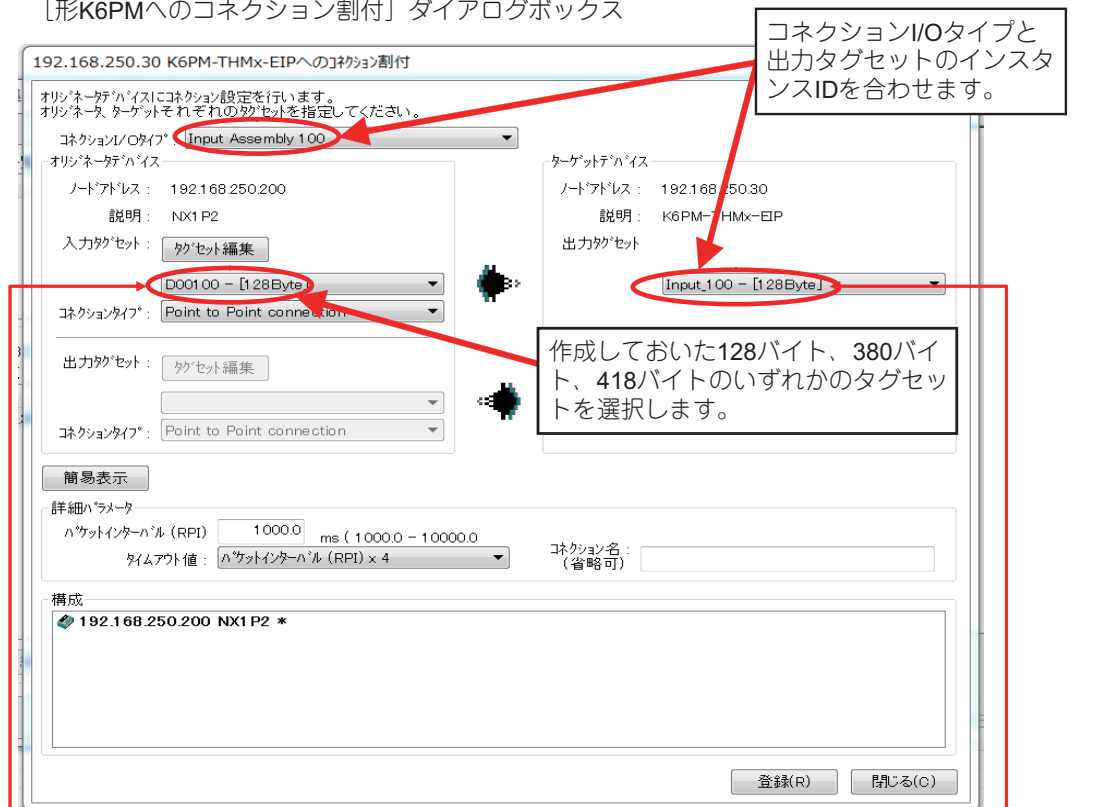 ［形K6PMへのコネクション割付］ダイアログボックス
コネクションI/Oタイプと
出力タグセットのインスタ
ンスIDを合わせます。
192.168.250.30 K6PM-THMx-EIPへのｺﾈｸｼｮﾝ割付
ｵﾘｼﾞﾈｰﾀﾃﾞﾊﾞｲｽにｺﾈｸｼｮﾝ設定を行います。
ｵﾘｼﾞﾈｰﾀ、ﾀｰｹﾞｯﾄそれぞれのﾀｸﾞｾｯﾄを指定してください。
ｺﾈｸｼｮﾝI/Oﾀｲﾌﾟ : Input Assembly 100
ｵﾘｼﾞﾈｰﾀﾃﾞﾊﾞｲｽ
ﾉｰﾄﾞｱﾄﾞﾚｽ : 192.168.250.200
説明 : NX1P2
入力ﾀｸﾞｾｯﾄ : ﾀｸﾞｾｯﾄ編集
D00100 - [128Byte]
ｺﾈｸｼｮﾝﾀｲﾌﾟ : Point to Point connection
出力ﾀｸﾞｾｯﾄ : ﾀｸﾞｾｯﾄ編集
ｺﾈｸｼｮﾝﾀｲﾌﾟ : Point to Point connection
ﾀｰｹﾞｯﾄﾃﾞﾊﾞｲｽ
ﾉｰﾄﾞｱﾄﾞﾚｽ : 192.168.250.30
説明 : K6PM-THMx-EIP
出力ﾀｸﾞｾｯﾄ
Input_100 - [128Byte]
作成しておいた128バイト、380バイ
ト、418バイトのいずれかのタグセッ
トを選択します。
簡易表示
詳細ﾊﾟﾗﾒｰﾀ
ﾊﾟｹｯﾄｲﾝﾀｰﾊﾞﾙ (RPI) 1000.0 ms ( 1000.0 - 10000.0
ﾀｲﾑｱｳﾄ値 : ﾊﾟｹｯﾄｲﾝﾀｰﾊﾞﾙ (RPI) x 4
ｺﾈｸｼｮﾝ名 :
(省略可)
構成
192.168.250.200 NX1P2 *
登録(R) 閉じる(C)